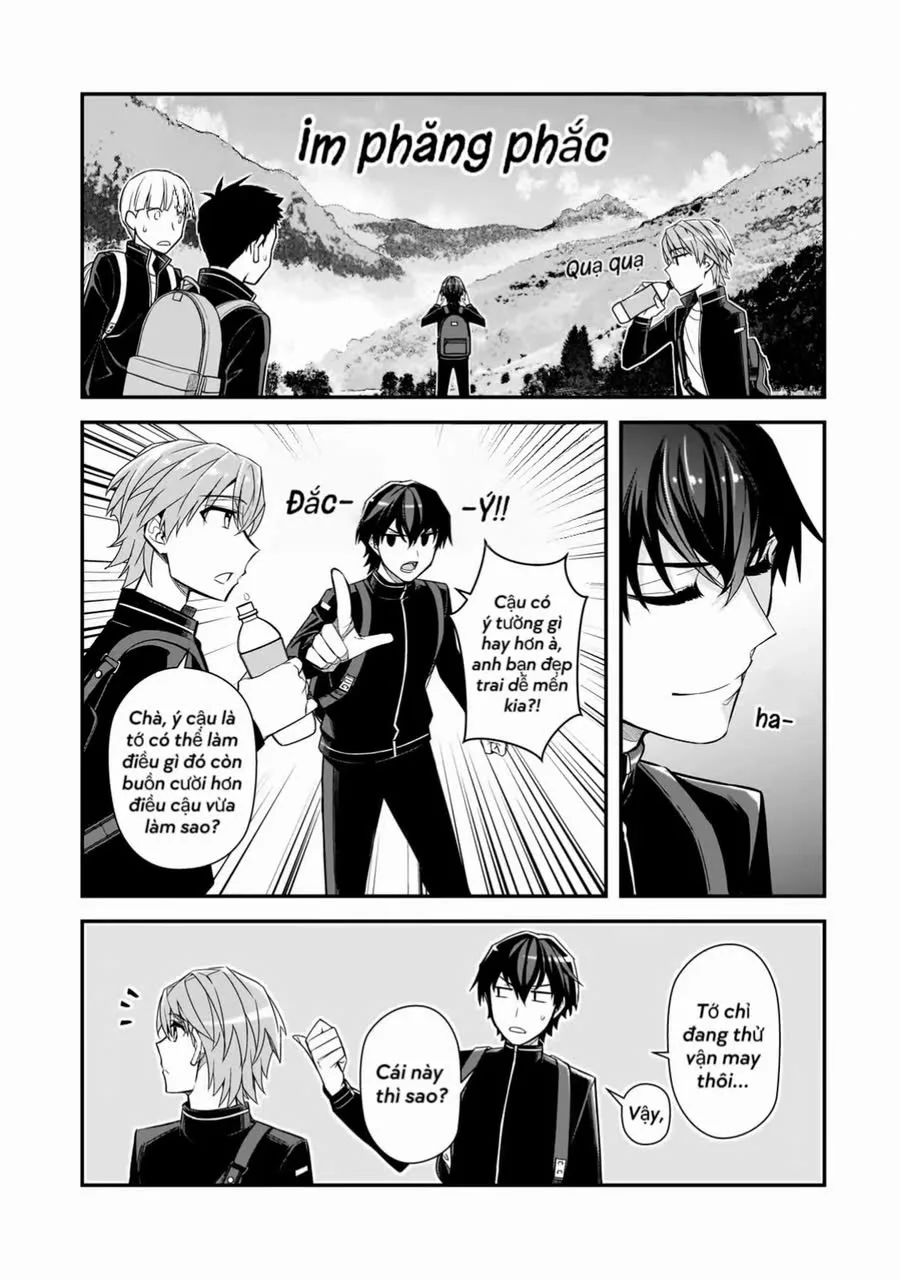 im phăng phắc
Quạ quạ
ha-
Đắc-
-Ý!!
Cậu có
ý tưởng gì
hay hơn à,
anh bạn đẹp
trai dễ mến
kia?!
Chà, ý cậu là
tớ có thể làm
điều gì đó còn
buồn cười hơn
điều cậu vừa
làm sao?
Tớ chỉ
đang thử
vận may
thôi...
Vậy,
Cái này
thì sao?